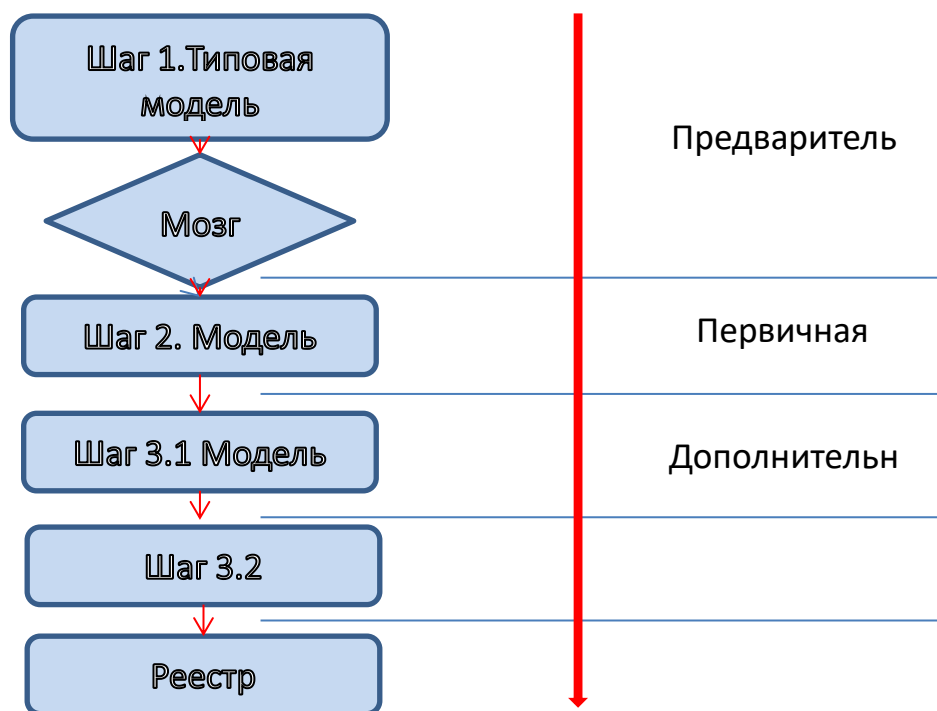 Шаг 1.Типовая
модель
Предваритель
Мозг
Шаг 2. Модель
Первичная
Шаг 3.1 Модель
Дополнительн
Шаг 3.2
Реестр